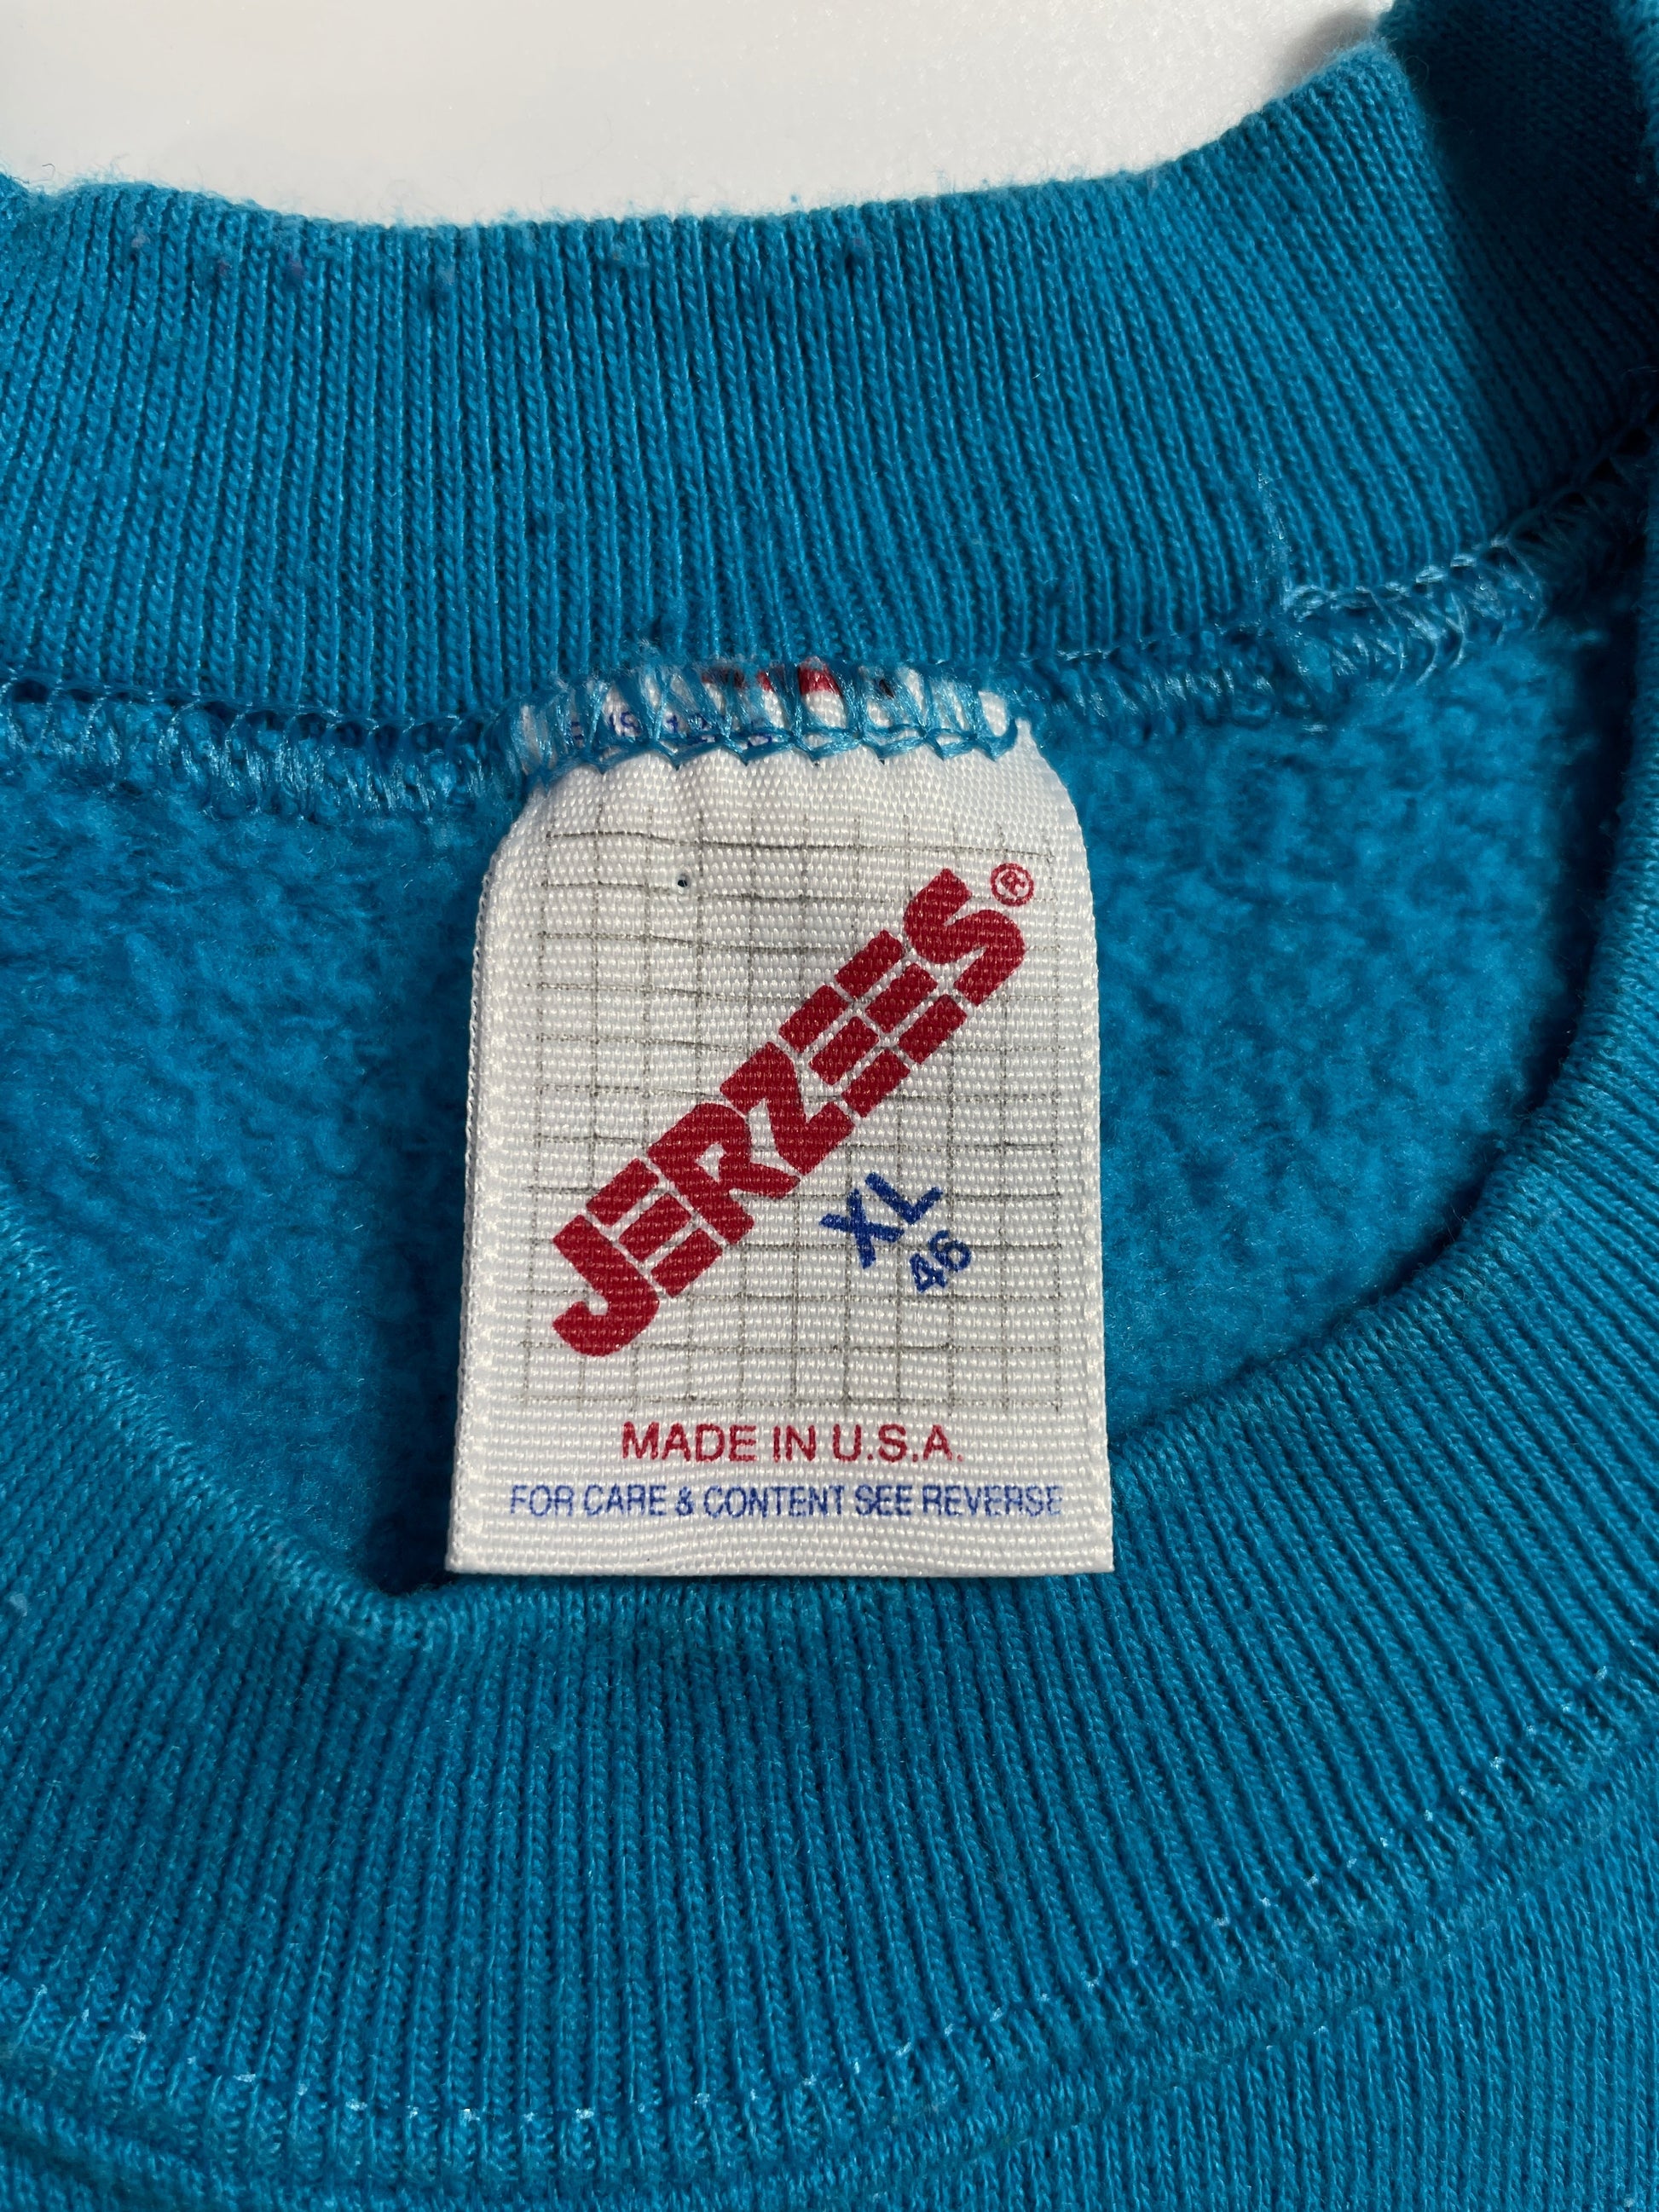 JERZEES®
XL
46
MADE IN U.S.A.
FOR CARE & CONTENT SEE REVERSE